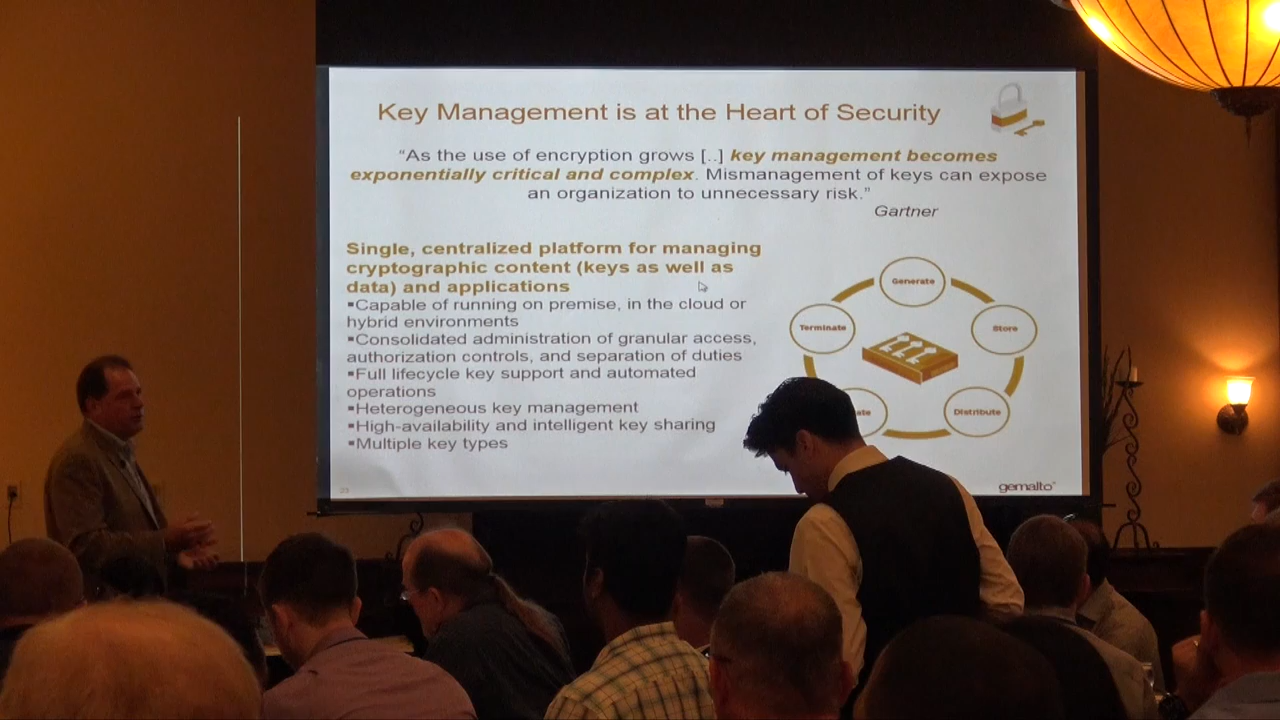 Key Management is at the Heart of Security
“As the use of encryption grows [..] key management becomes
exponentially critical and complex. Mismanagement of keys can expose
an organization to unnecessary risk.”
Gartner
Single, centralized platform for managing
cryptographic content (keys as well as
data) and applications
▪Capable of running on premise, in the cloud or
hybrid environments
▪Consolidated administration of granular access,
authorization controls, and separation of duties
▪Full lifecycle key support and automated
operations
▪Heterogeneous key management
▪High-availability and intelligent key sharing
▪Multiple key types
Generate
Store
Distribute
Terminate
gemalto